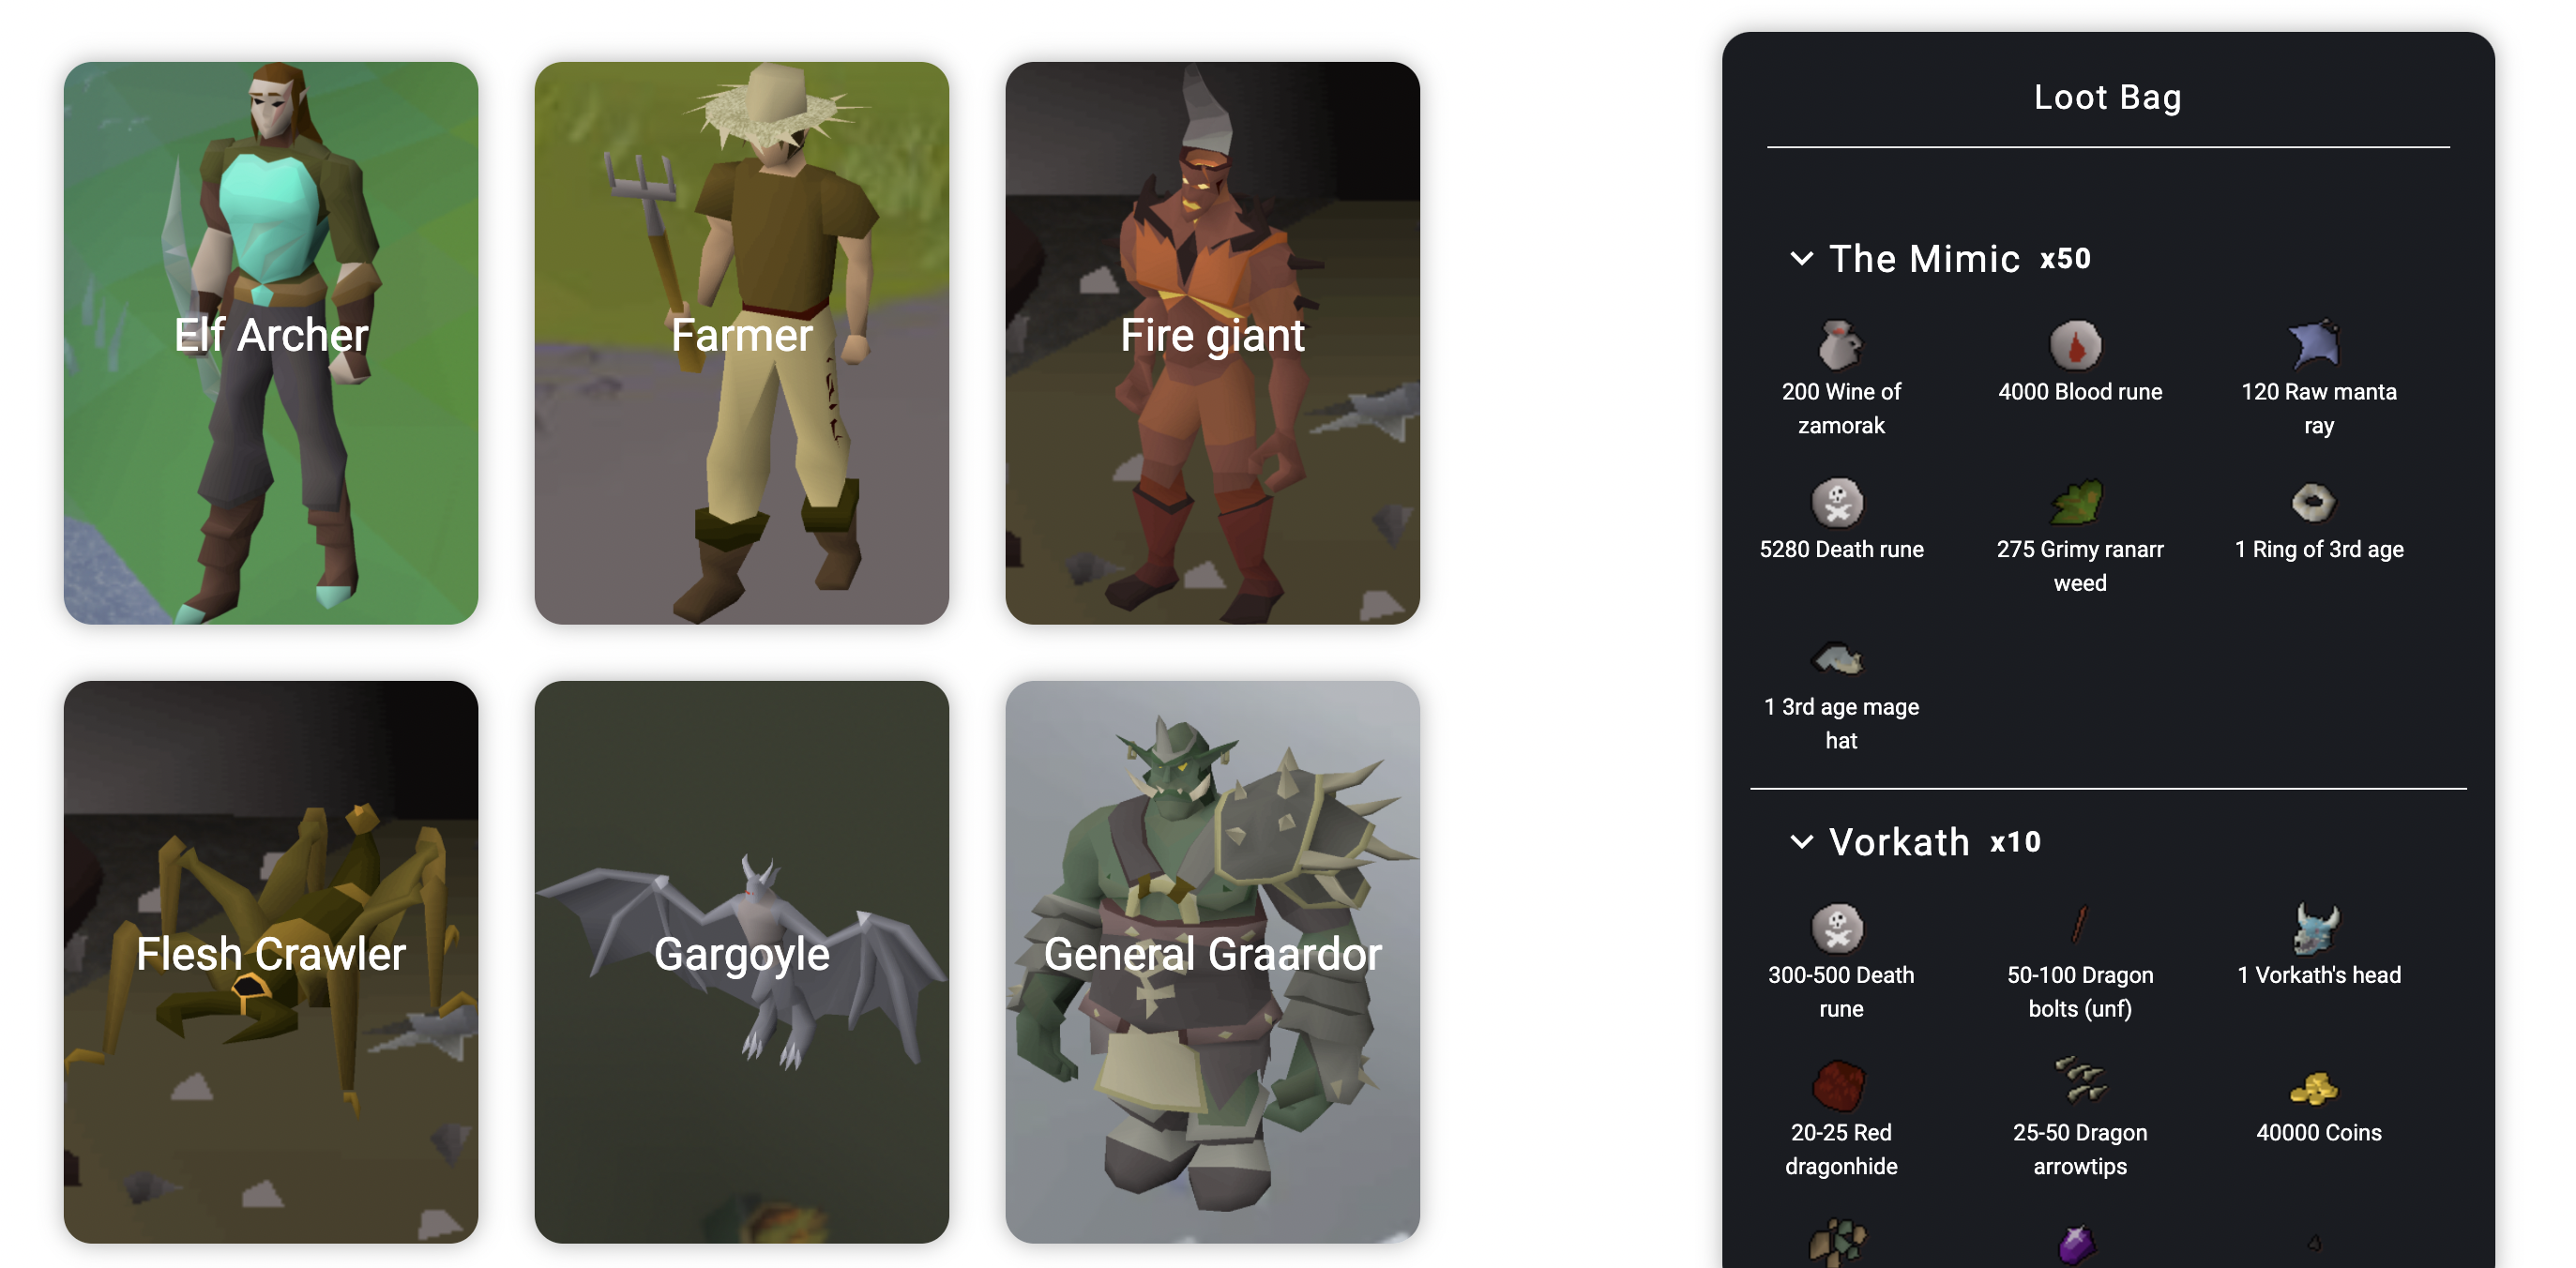 Elf Archer
Farmer
Fire giant
Flesh Crawler
Gargoyle
General Graardor
Loot Bag
The Mimic x50
200 Wine of
zamorak
4000 Blood rune
120 Raw manta
ray
5280 Death rune
275 Grimy ranarr
weed
1 Ring of 3rd age
1 3rd age mage
hat
Vorkath x10
300-500 Death
rune
50-100 Dragon
bolts (unf)
1 Vorkath's head
20-25 Red
dragonhide
25-50 Dragon
arrowtips
40000 Coins